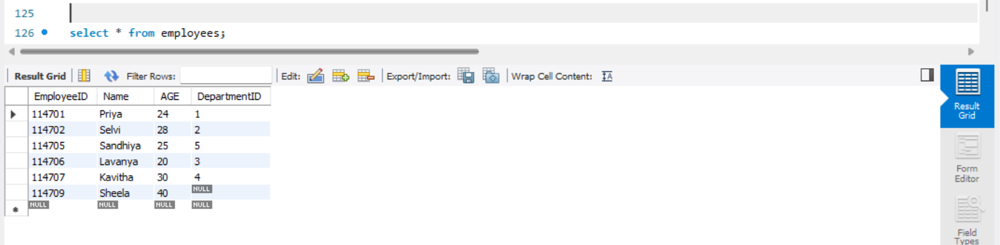 125
126 select * from employees;
Result Grid Filter Rows: Edit: Export/Import: Wrap Cell Content: IA
EmployeeID Name AGE DepartmentID
114701 Priya 24 1
114702 Selvi 28 2
114705 Sandhiya 25 5
114706 Lavanya 20 3
114707 Kavitha 30 4
114709 Sheela 40 NULL
NULL NULL NULL NULL
Result
Grid
Form
Editor
Field
Types